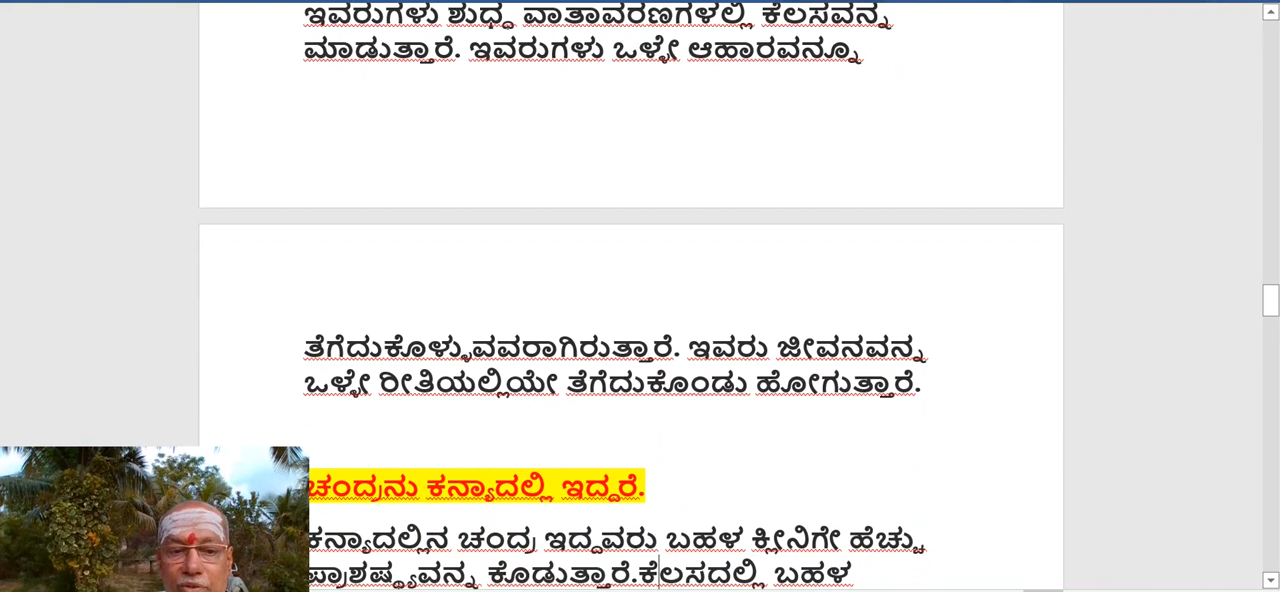 ಇವರುಗಳು ಶುದ್ಧ ವಾತಾವರಣಗಳಲ್ಲಿ ಕೆಲಸವನ್ನ
ಮಾಡುತ್ತಾರೆ. ಇವರುಗಳು ಒಳ್ಳೇ ಆಹಾರವನ್ನೂ
ತೆಗೆದುಕೊಳ್ಳುವವರಾಗಿರುತ್ತಾರೆ. ಇವರು ಜೀವನವನ್ನ
ಒಳ್ಳೇ ರೀತಿಯಲ್ಲಿಯೇ ತೆಗೆದುಕೊಂಡು ಹೋಗುತ್ತಾರೆ.
ಚಂದ್ರನು ಕನ್ಯಾದಲ್ಲಿ ಇದ್ದರೆ.
ಕನ್ಯಾದಲ್ಲಿನ ಚಂದ್ರ ಇದ್ದವರು ಬಹಳ ಕ್ಲೀನಿಗೇ ಹೆಚ್ಚು
ಪ್ರಾಶಷ್ಟ್ಯವನ್ನ ಕೊಡುತ್ತಾರೆ.ಕೆಲಸದಲ್ಲಿ ಬಹಳ